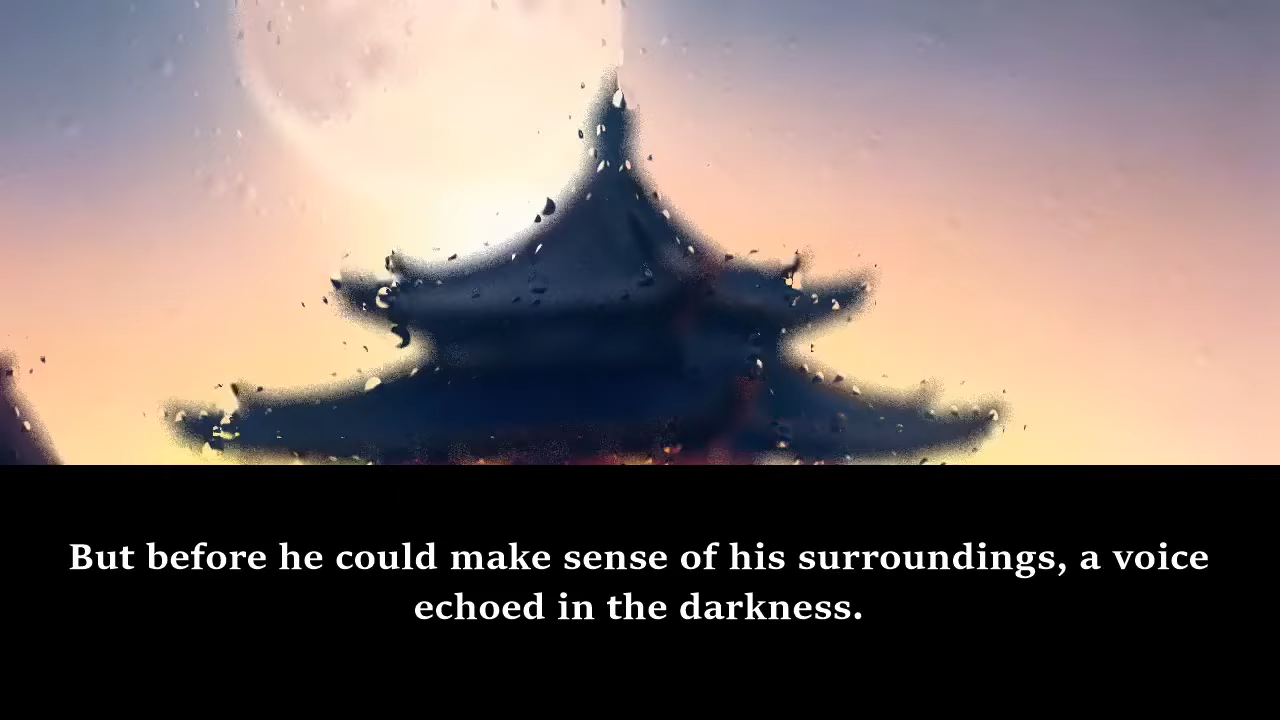 But before he could make sense of his surroundings, a voice
echoed in the darkness.